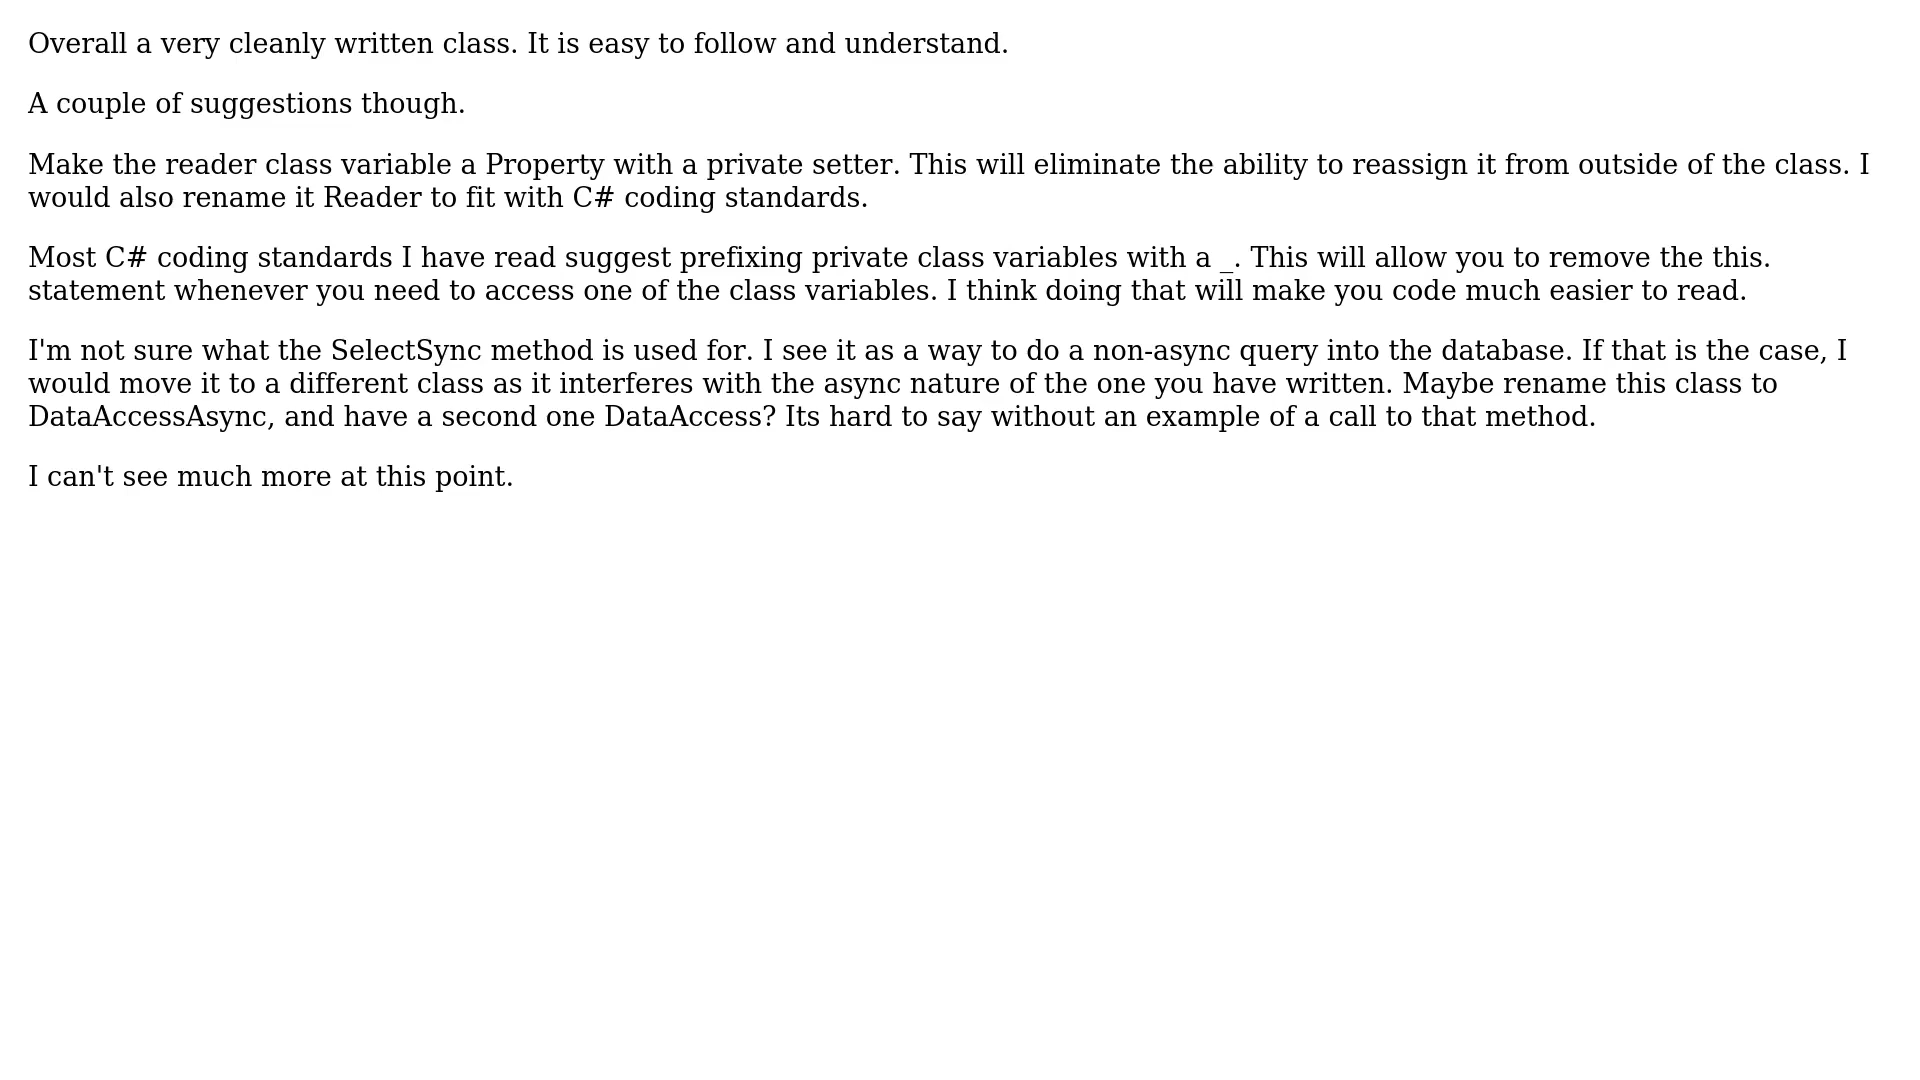 Overall a very cleanly written class. It is easy to follow and understand.
A couple of suggestions though.
Make the reader class variable a Property with a private setter. This will eliminate the ability to reassign it from outside of the class. I
would also rename it Reader to fit with C# coding standards.
Most C# coding standards I have read suggest prefixing private class variables with a _. This will allow you to remove the this.
statement whenever you need to access one of the class variables. I think doing that will make you code much easier to read.
I'm not sure what the SelectSync method is used for. I see it as a way to do a non-async query into the database. If that is the case, I
would move it to a different class as it interferes with the async nature of the one you have written. Maybe rename this class to
DataAccessAsync, and have a second one DataAccess? Its hard to say without an example of a call to that method.
I can't see much more at this point.